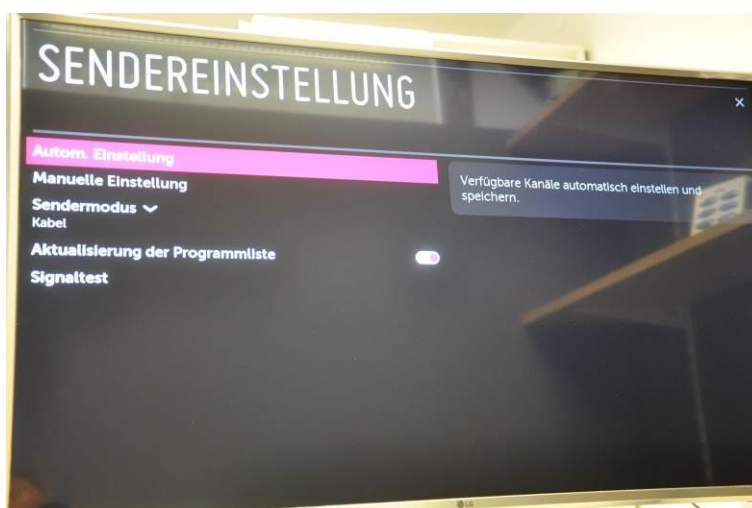 SENDEREINSTELLUNG
Autom. Einstellung
Manuelle Einstellung
Sendermodus
Kabel
Aktualisierung der Programmliste
Signaltest
Verfügbare Kanäle automatisch einstellen und
speichern.
LG